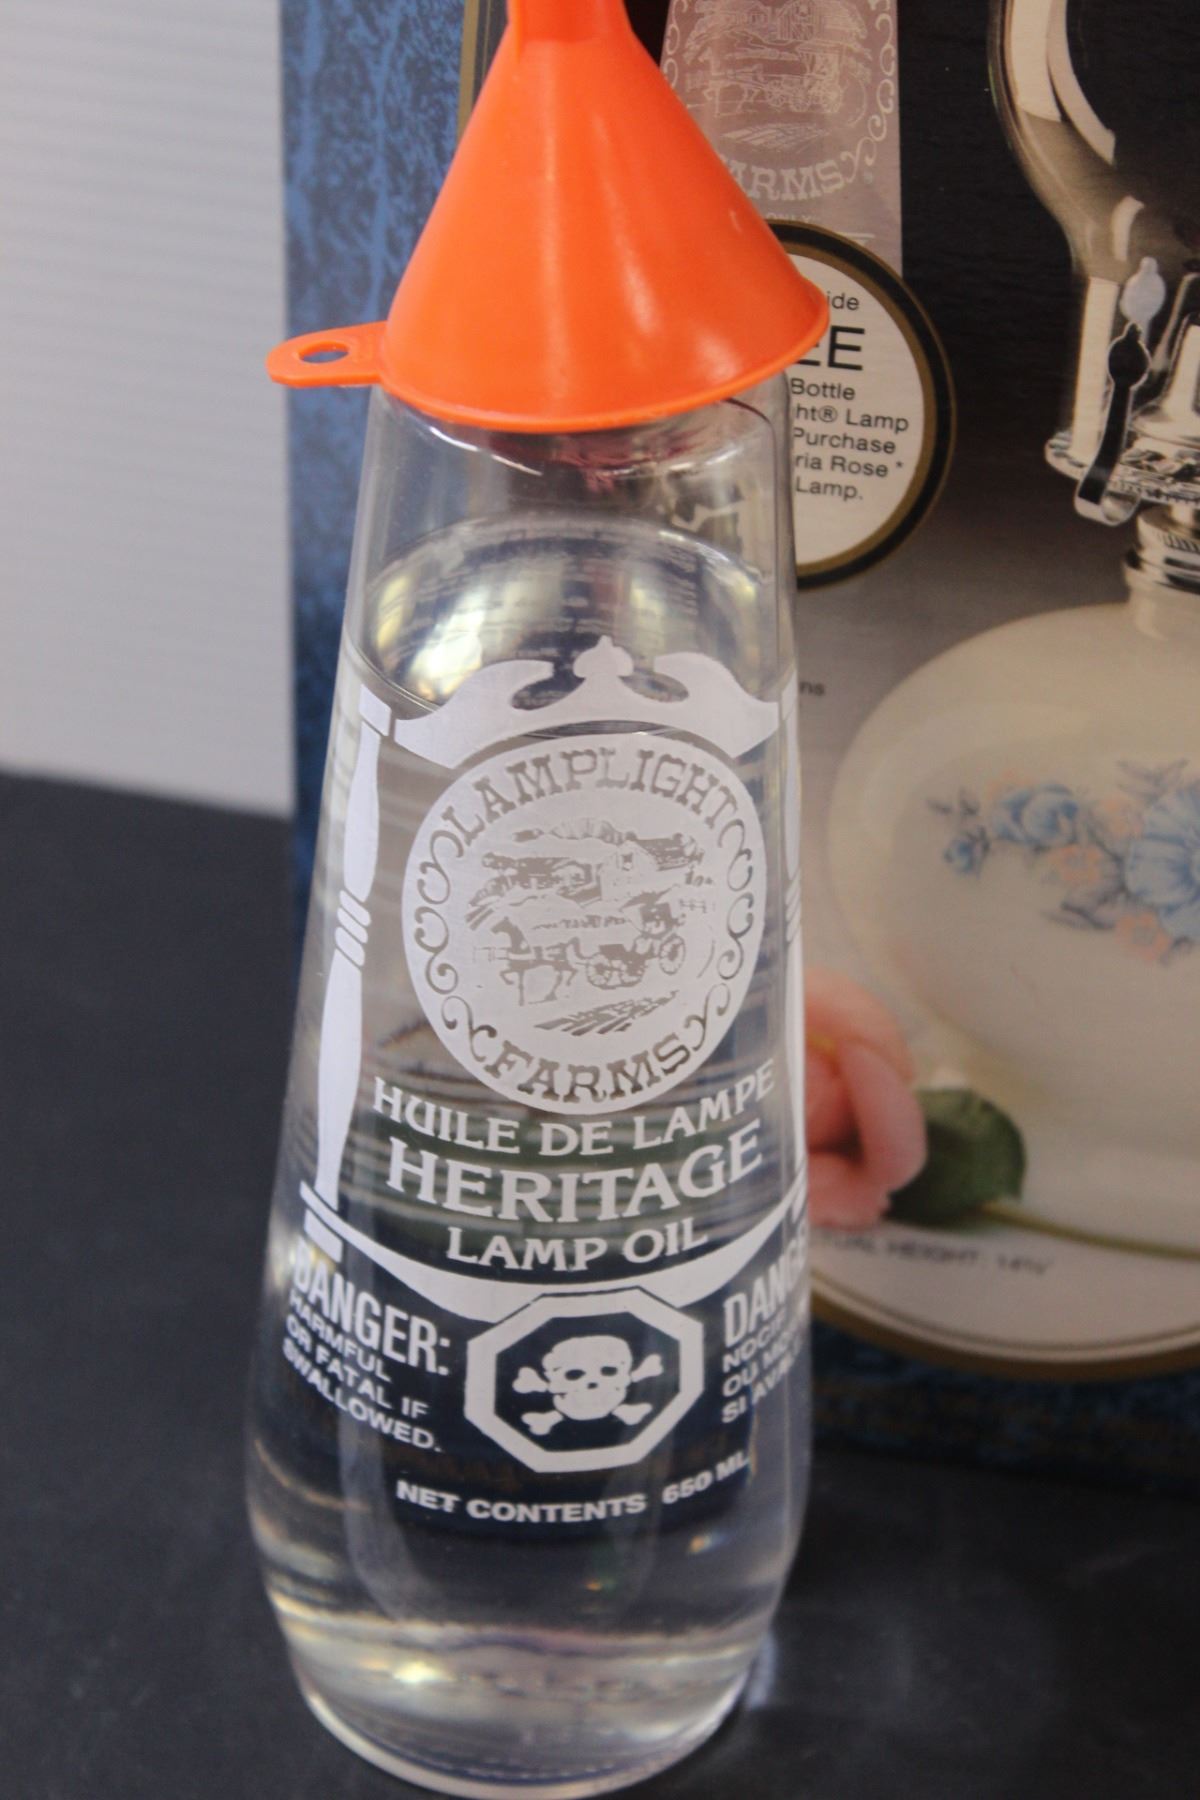 LAMPLIGHT
FARMS
HUILE DE LAMPE
HERITAGE
LAMP OIL
DANGER:
HARMFUL
OR FATAL IF
SWALLOWED.
NET CONTENTS 650 ML
Bottle
Lamp
Purchase
Rose *
Lamp.